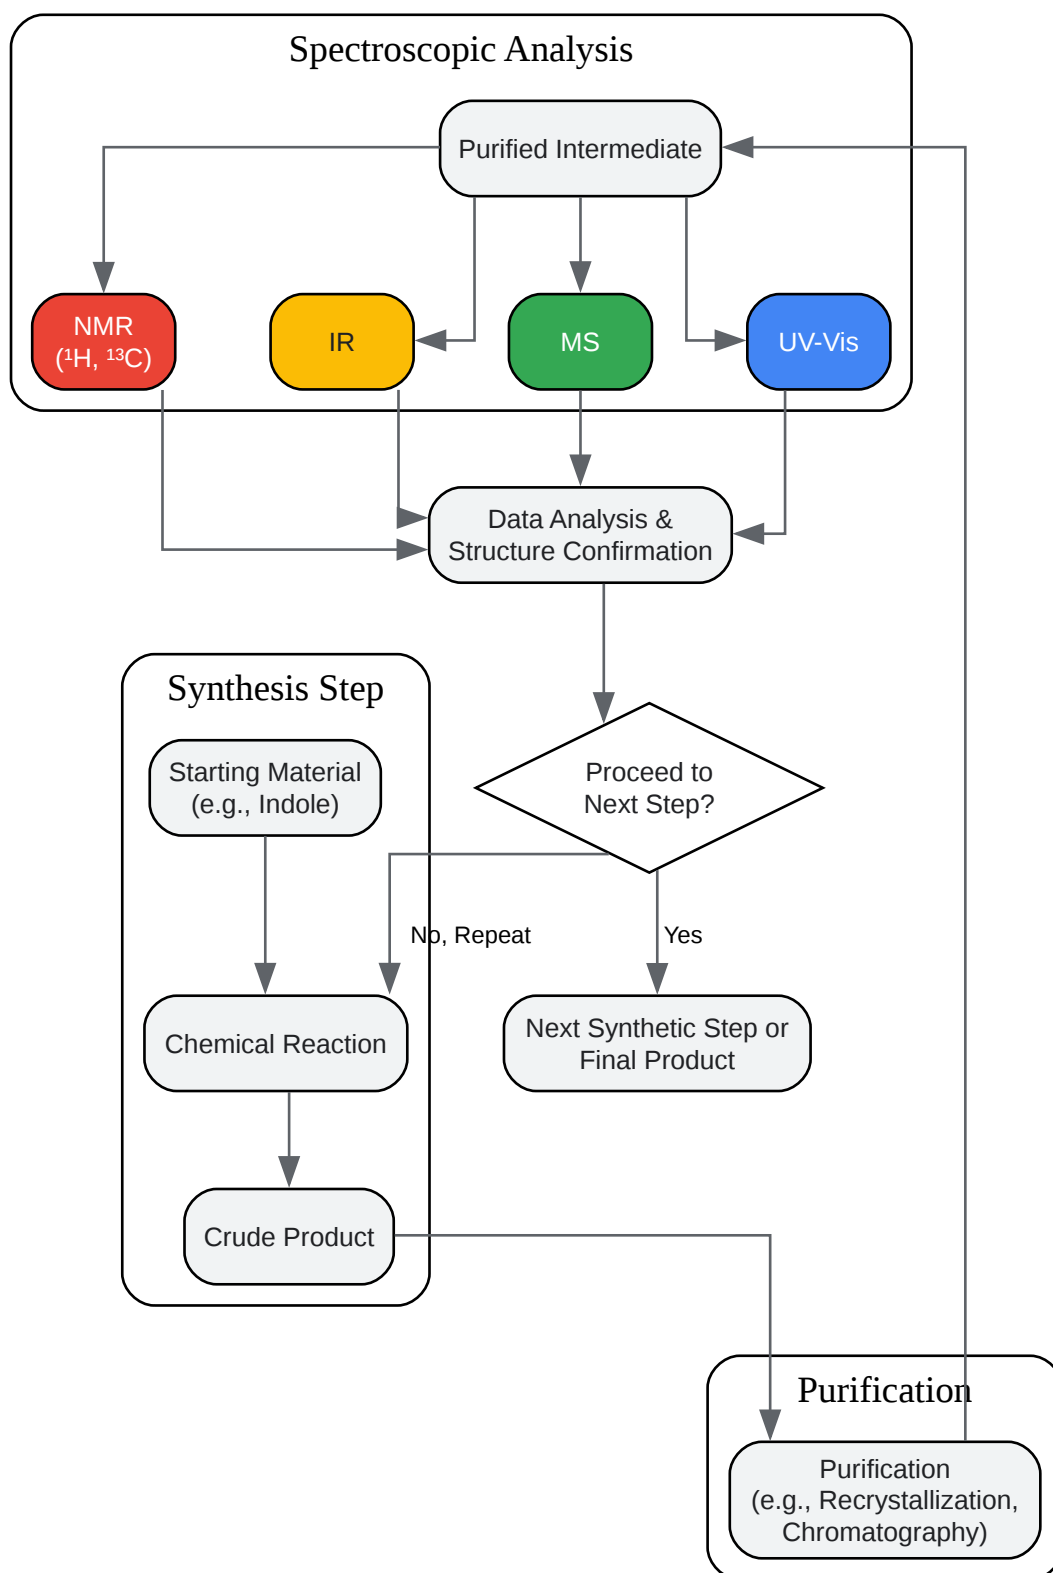 Spectroscopic Analysis
Purified Intermediate
NMR
(¹H, ¹³C)
IR
MS
UV-Vis
Data Analysis &
Structure Confirmation
Synthesis Step
Starting Material
(e.g., Indole)
Proceed to
Next Step?
No, Repeat
Yes
Chemical Reaction
Next Synthetic Step or
Final Product
Crude Product
Purification
Purification
(e.g., Recrystallization,
Chromatography)